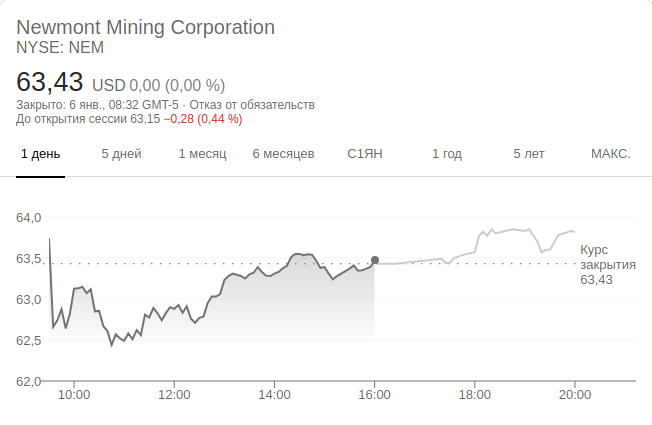 Newmont Mining Corporation
NYSE: NEM
63,43 USD 0,00 (0,00 %)
Закрыто: 6 янв., 08:32 GMT-5 · Отказ от обязательств
До открытия сессии 63,15 −0,28 (0,44 %)
1 день 5 дней 1 месяц 6 месяцев С1ЯН 1 год 5 лет МАКС.
64,0
63,5
63,0
62,5
62,0
Курс
закрытия
63,43
10:00 12:00 14:00 16:00 18:00 20:00